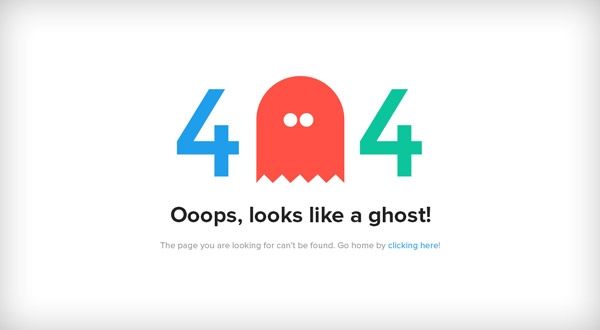 4 4
Ooops, looks like a ghost!
The page you are looking for can't be found. Go home by clicking here!